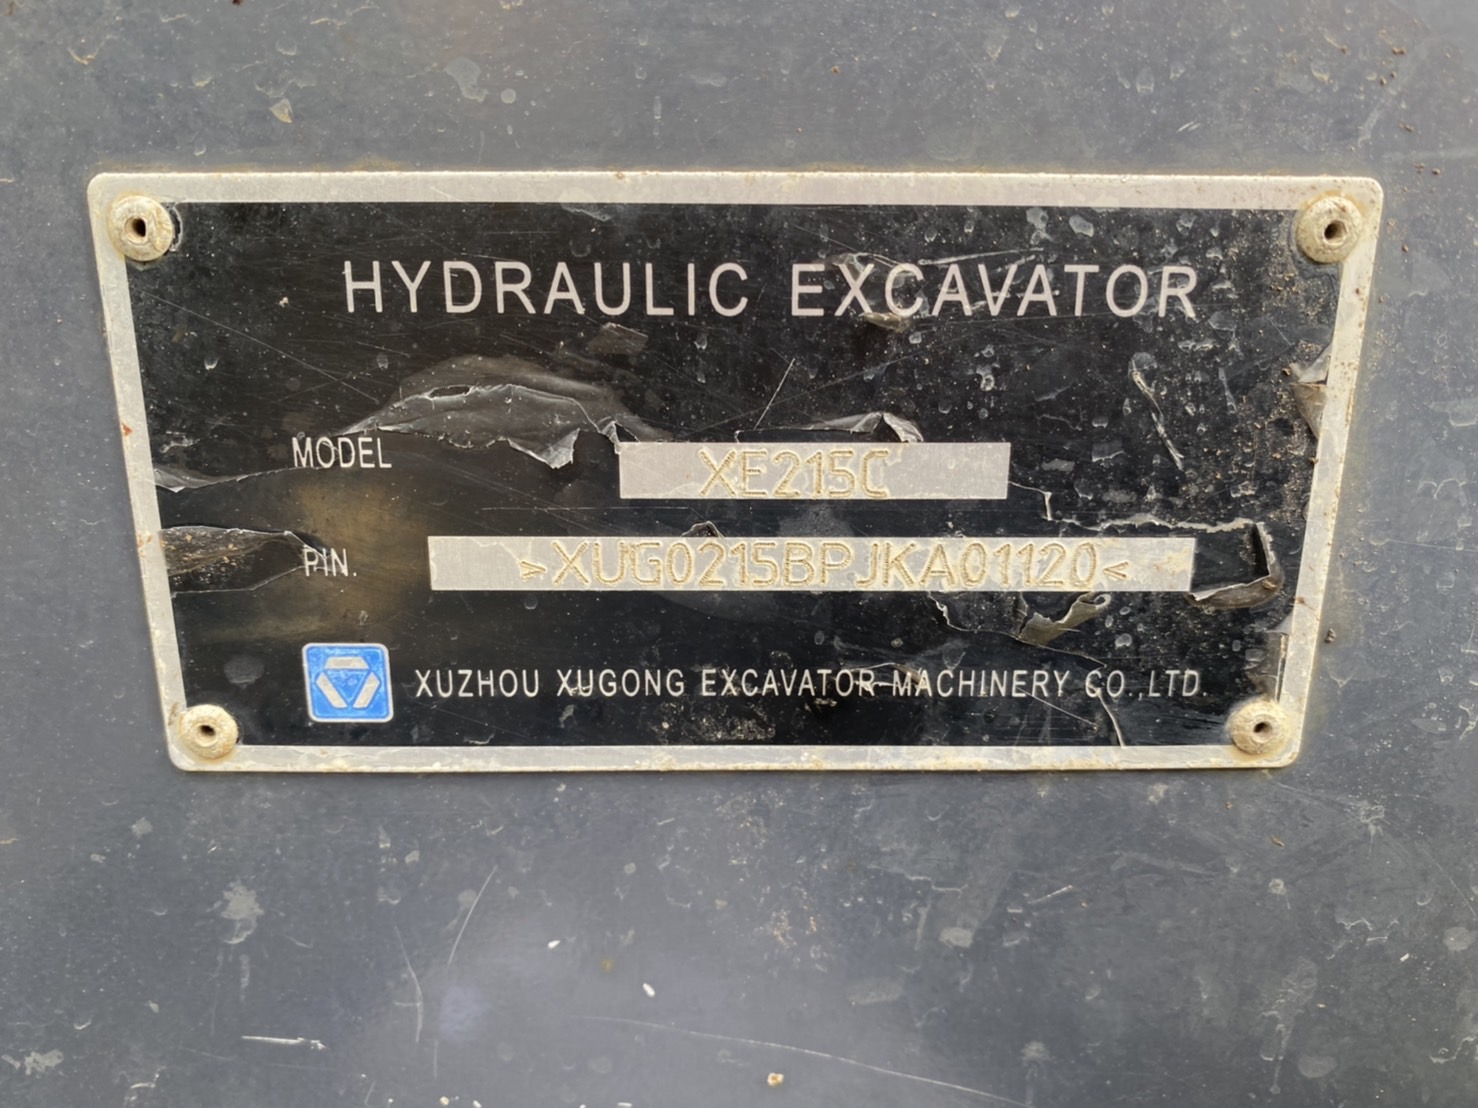 HYDRAULIC EXCAVATOR
MODEL XE215C
PIN. >XUG0215BPJKA01120<
XUZHOU XUGONG EXCAVATOR MACHINERY CO.,LTD.